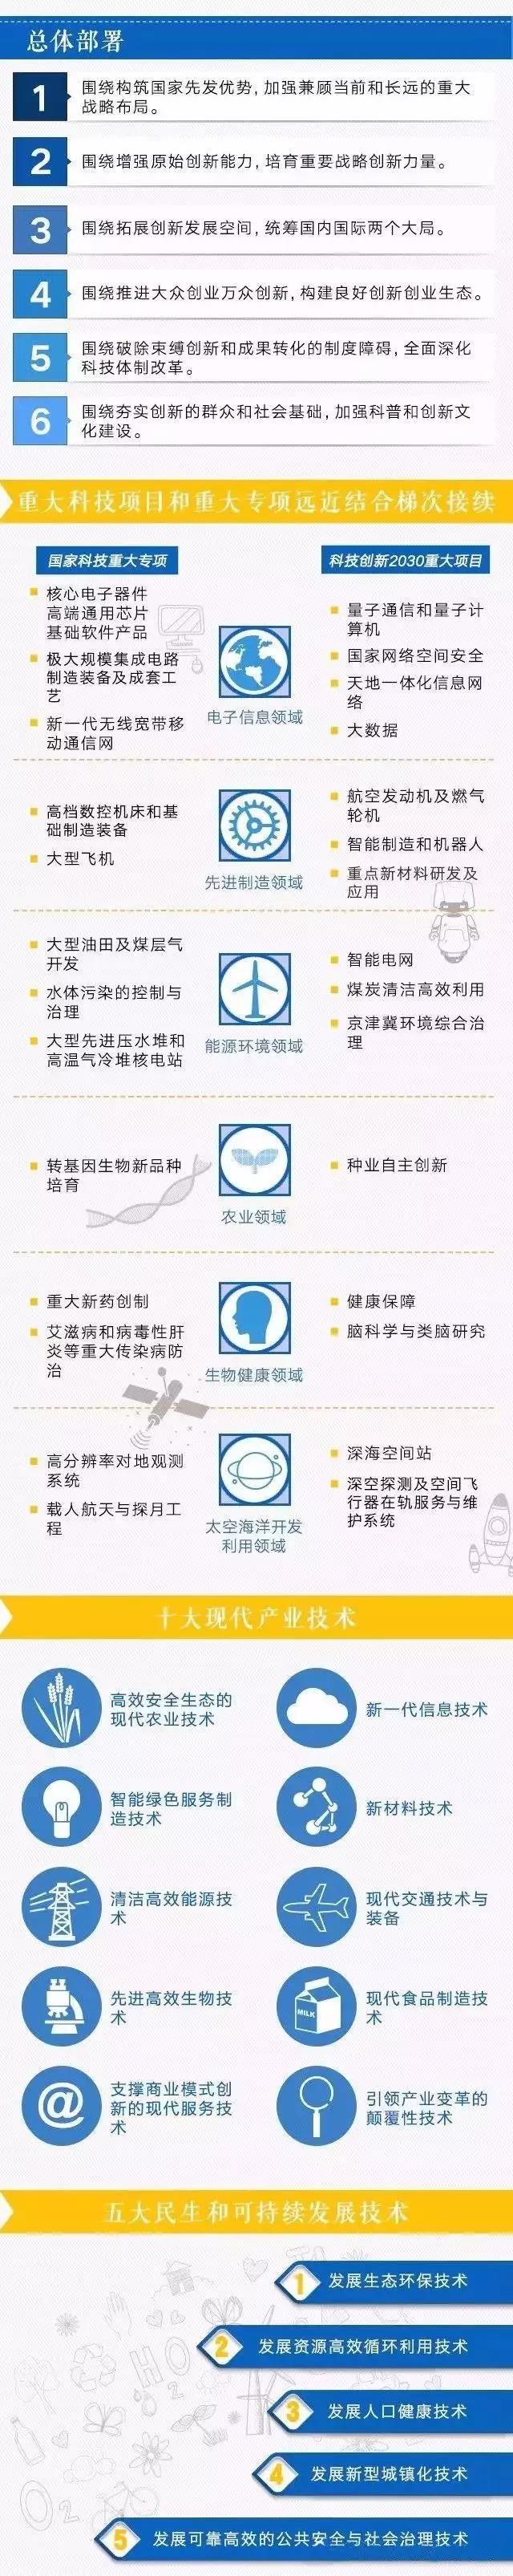 总体部署
1
围绕构筑国家先发优势，加强兼顾当前和长远的重大
战略布局。
2
围绕增强原始创新能力，培育重要战略创新力量。
3
围绕拓展创新发展空间，统筹国内国际两个大局。
4
围绕推进大众创业万众创新，构建良好创新创业生态。
5
围绕破除束缚创新和成果转化的制度障碍，全面深化
科技体制改革。
6
围绕夯实创新的群众和社会基础，加强科普和创新文
化建设。
重大科技项目和重大专项远近结合梯次接续
国家科技重大专项
科技创新2030重大项目
核心电子器件
高端通用芯片
基础软件产品
极大规模集成电路
制造装备及成套工
艺
新一代无线宽带移
动通信网
电子信息领域
量子通信和量子计
算机
国家网络空间安全
天地一体化信息网
络
大数据
高档数控机床和基
础制造装备
大型飞机
先进制造领域
航空发动机及燃气
轮机
智能制造和机器人
重点新材料研发及
应用
大型油田及煤层气
开发
水体污染的控制与
治理
大型先进压水堆和
高温气冷堆核电站
能源环境领域
智能电网
煤炭清洁高效利用
京津冀环境综合治
理
转基因生物新品种
培育
农业领域
种业自主创新
重大新药创制
艾滋病和病毒性肝
炎等重大传染病防
治
生物健康领域
健康保障
脑科学与类脑研究
高分辨率对地观测
系统
载人航天与探月工
程
太空海洋开发
利用领域
深海空间站
深空探测及空间飞
行器在轨服务与维
护系统
十大现代产业技术
高效安全生态的
现代农业技术
新一代信息技术
智能绿色服务制
造技术
新材料技术
清洁高效能源技
术
现代交通技术与
装备
先进高效生物技
术
MILK
现代食品制造技
术
@
支撑商业模式创
新的现代服务技
术
引领产业变革的
颠覆性技术
五大民生和可持续发展技术
1
发展生态环保技术
2
发展资源高效循环利用技术
H2O
3
发展人口健康技术
4
发展新型城镇化技术
O2
5
发展可靠高效的公共安全与社会治理技术